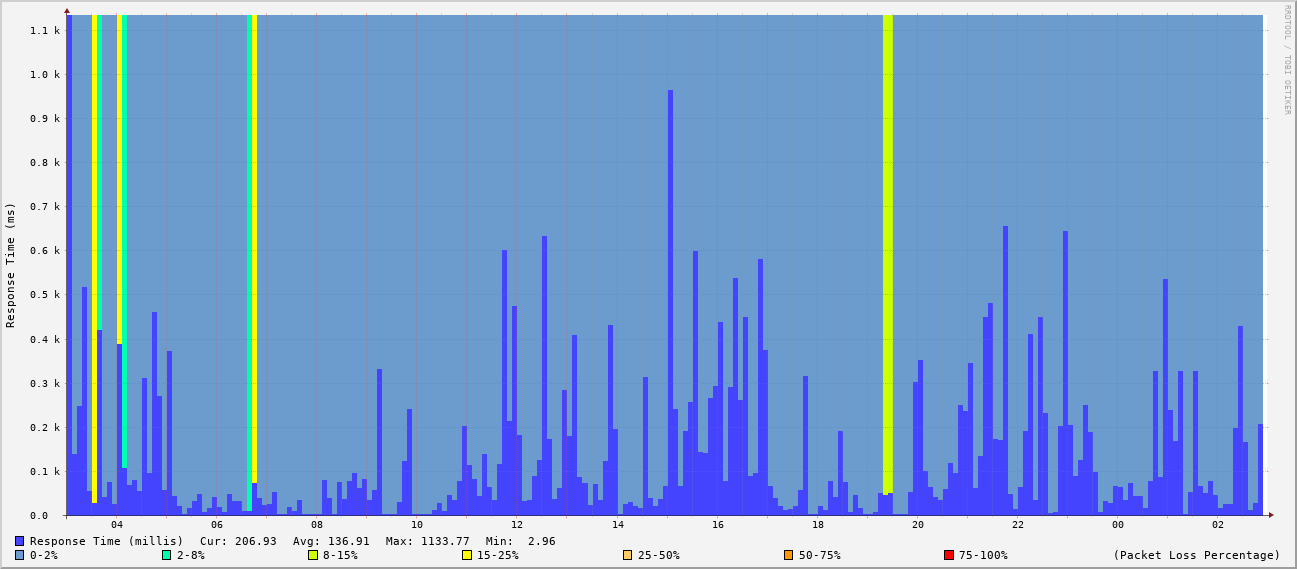 RRDTOOL / TOBI OETIKER
Response Time (ms)
1.1 k
1.0 k
0.9 k
0.8 k
0.7 k
0.6 k
0.5 k
0.4 k
0.3 k
0.2 k
0.1 k
0.0
04 06 08 10 12 14 16 18 20 22 00 02
Response Time (millis) Cur: 206.93 Avg: 136.91 Max: 1133.77 Min: 2.96
0-2% 2-8% 8-15% 15-25% 25-50% 50-75% 75-100% (Packet Loss Percentage)